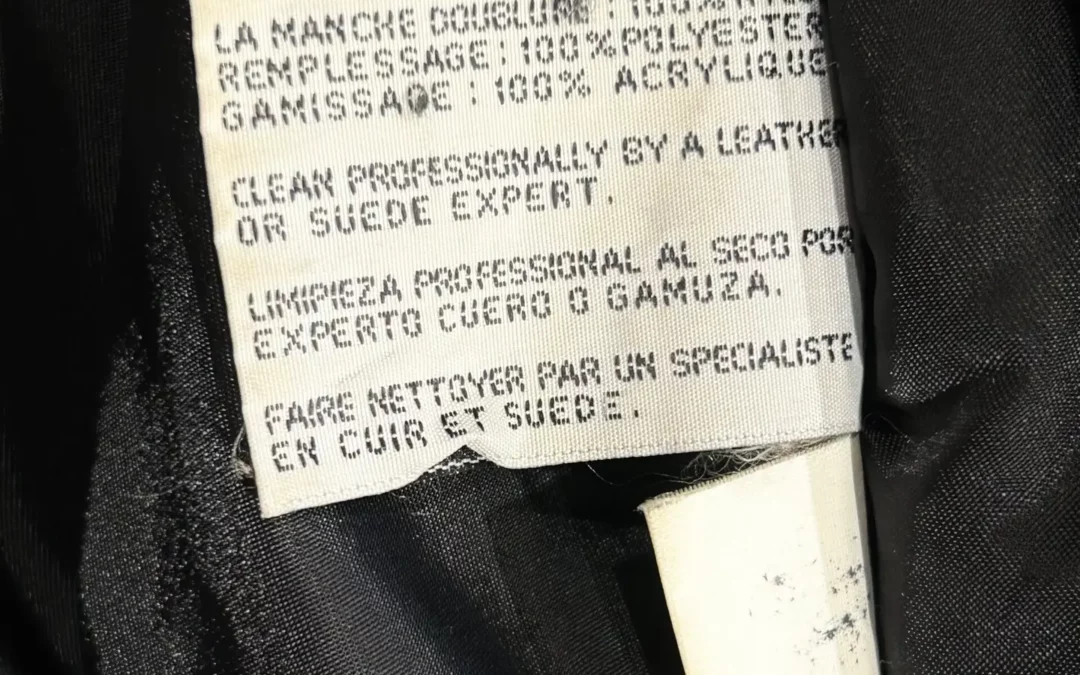 LA MANCHE DOUBLURE : 100%
REMPLESSAGE : 100% POLYESTER
GAMISSAGE : 100% ACRYLIQUE
CLEAN PROFESSIONALLY BY A LEATHER
OR SUEDE EXPERT.
LIMIPIEZA PROFESSIONAL AL SECO POR
EXPERTO CUERO O GAMUZA.
FAIRE NETTOYER PAR UN SPECIALISTE
EN CUIR ET SUEDE.